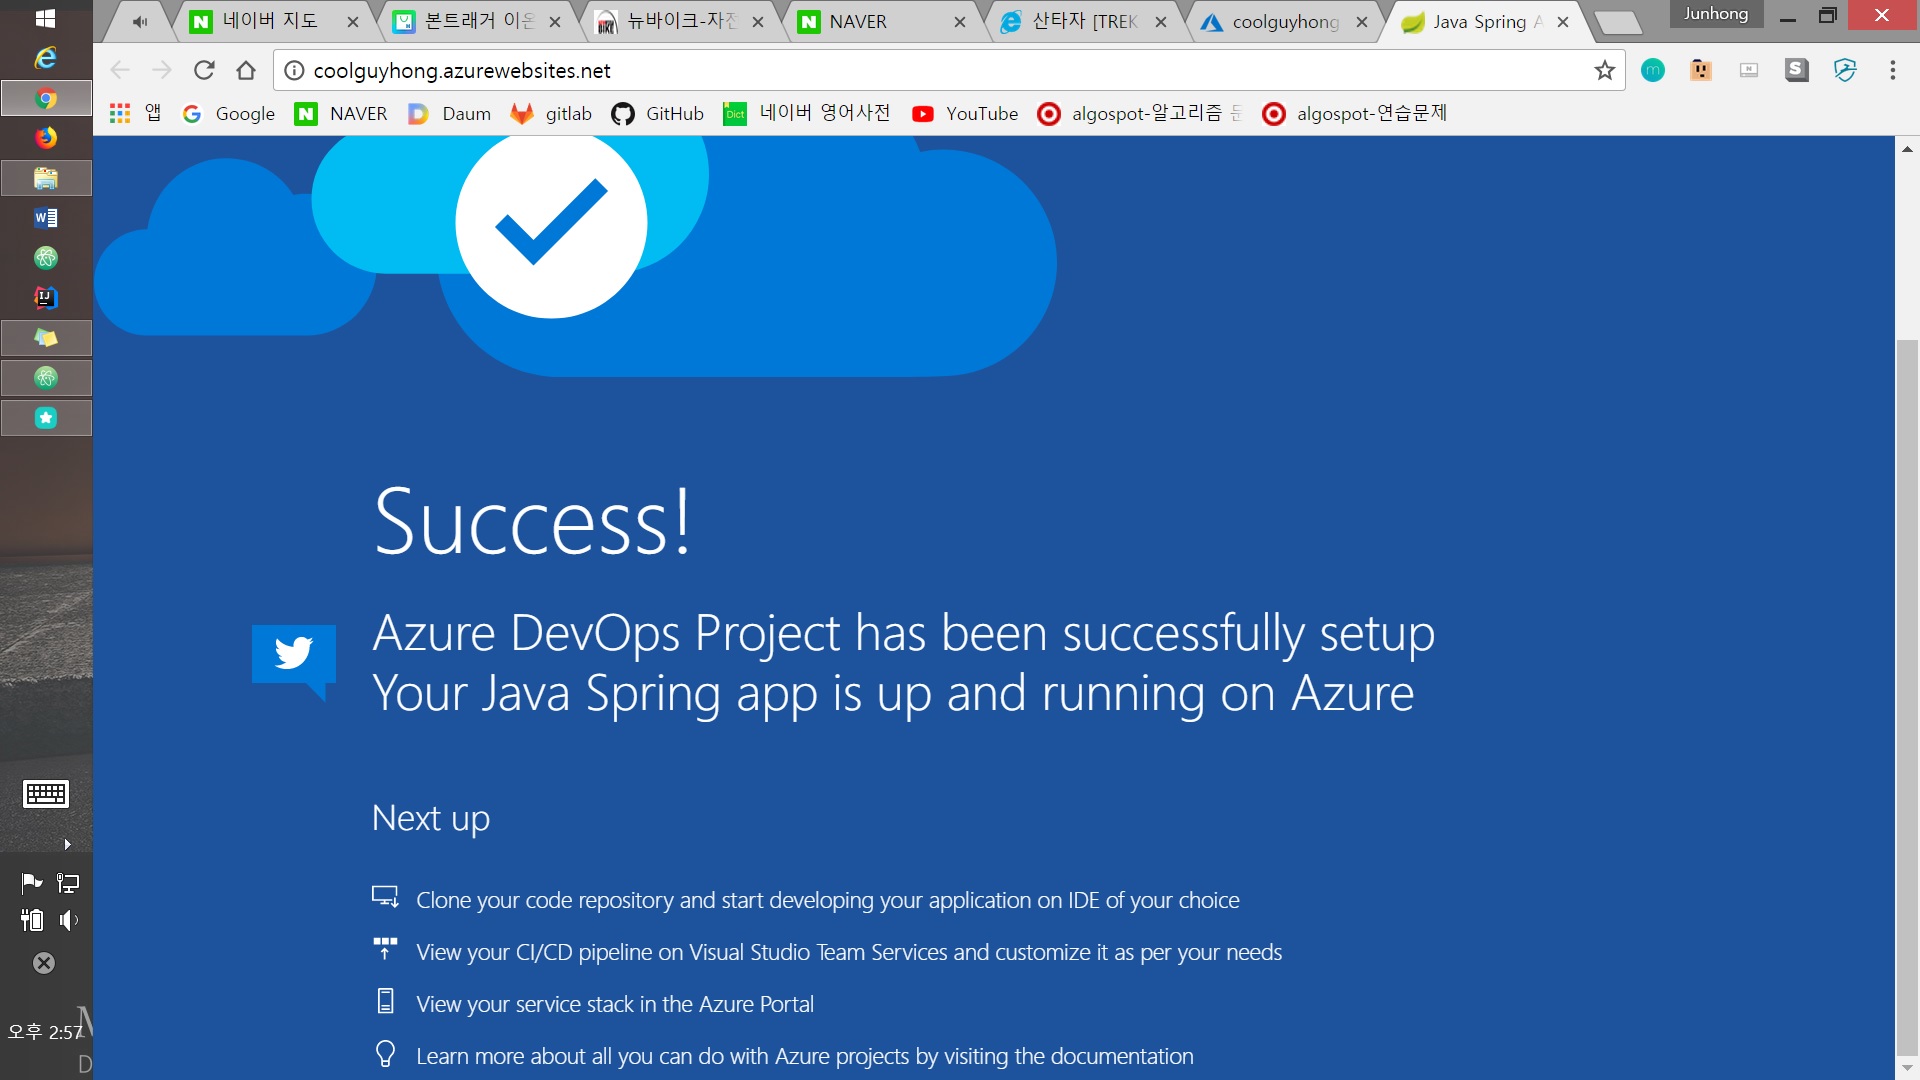 네이버 지도
본트래거 이온
뉴바이크-자전
NAVER
산타자 [TREK
coolguyhong
Java Spring A
Junhong
coolguyhong.azurewebsites.net
앱
Google
NAVER
Daum
gitlab
GitHub
네이버 영어사전
YouTube
algospot-알고리즘 문
algospot-연습문제
Success!
Azure DevOps Project has been successfully setup
Your Java Spring app is up and running on Azure
Next up
Clone your code repository and start developing your application on IDE of your choice
View your CI/CD pipeline on Visual Studio Team Services and customize it as per your needs
View your service stack in the Azure Portal
Learn more about all you can do with Azure projects by visiting the documentation
오후 2:57